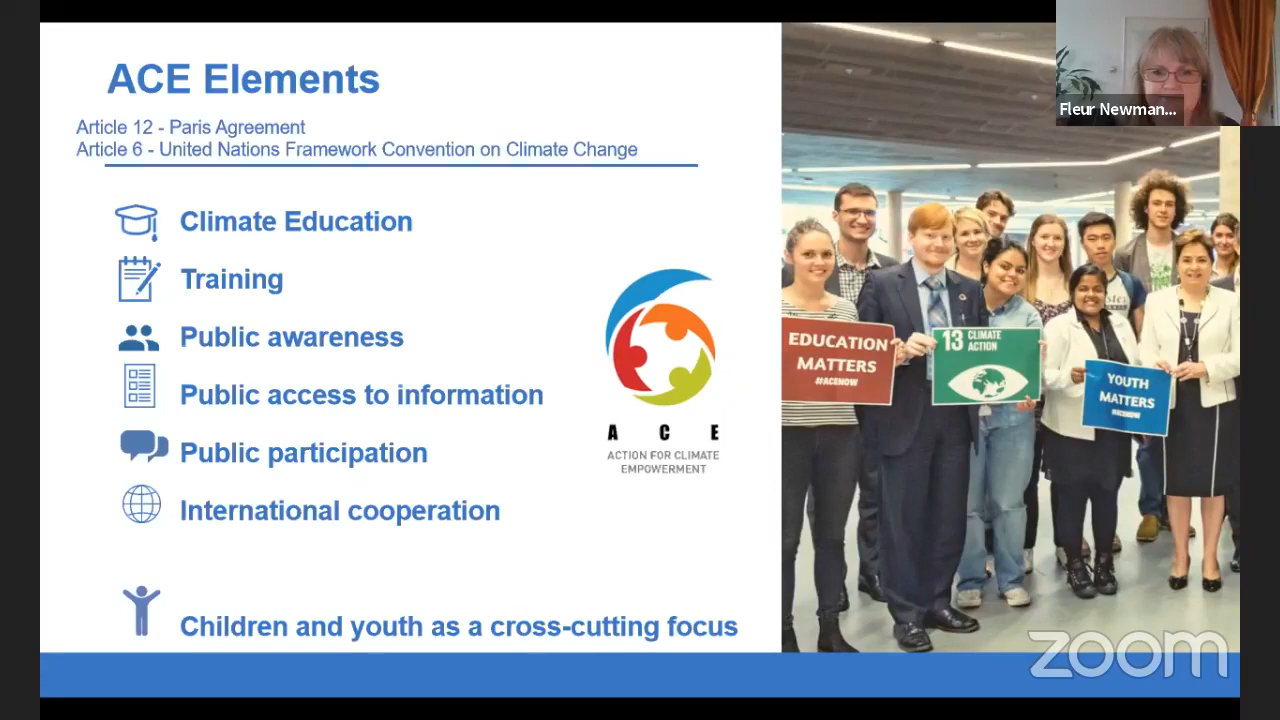 ACE Elements
Article 12 - Paris Agreement
Article 6 - United Nations Framework Convention on Climate Change
Climate Education
Training
Public awareness
Public access to information
Public participation
International cooperation
Children and youth as a cross-cutting focus
A C E
ACTION FOR CLIMATE
EMPOWERMENT
EDUCATION
MATTERS
#ACENOW
13 CLIMATE
ACTION
YOUTH
MATTERS
#ACENOW
Fleur Newman...
zoom